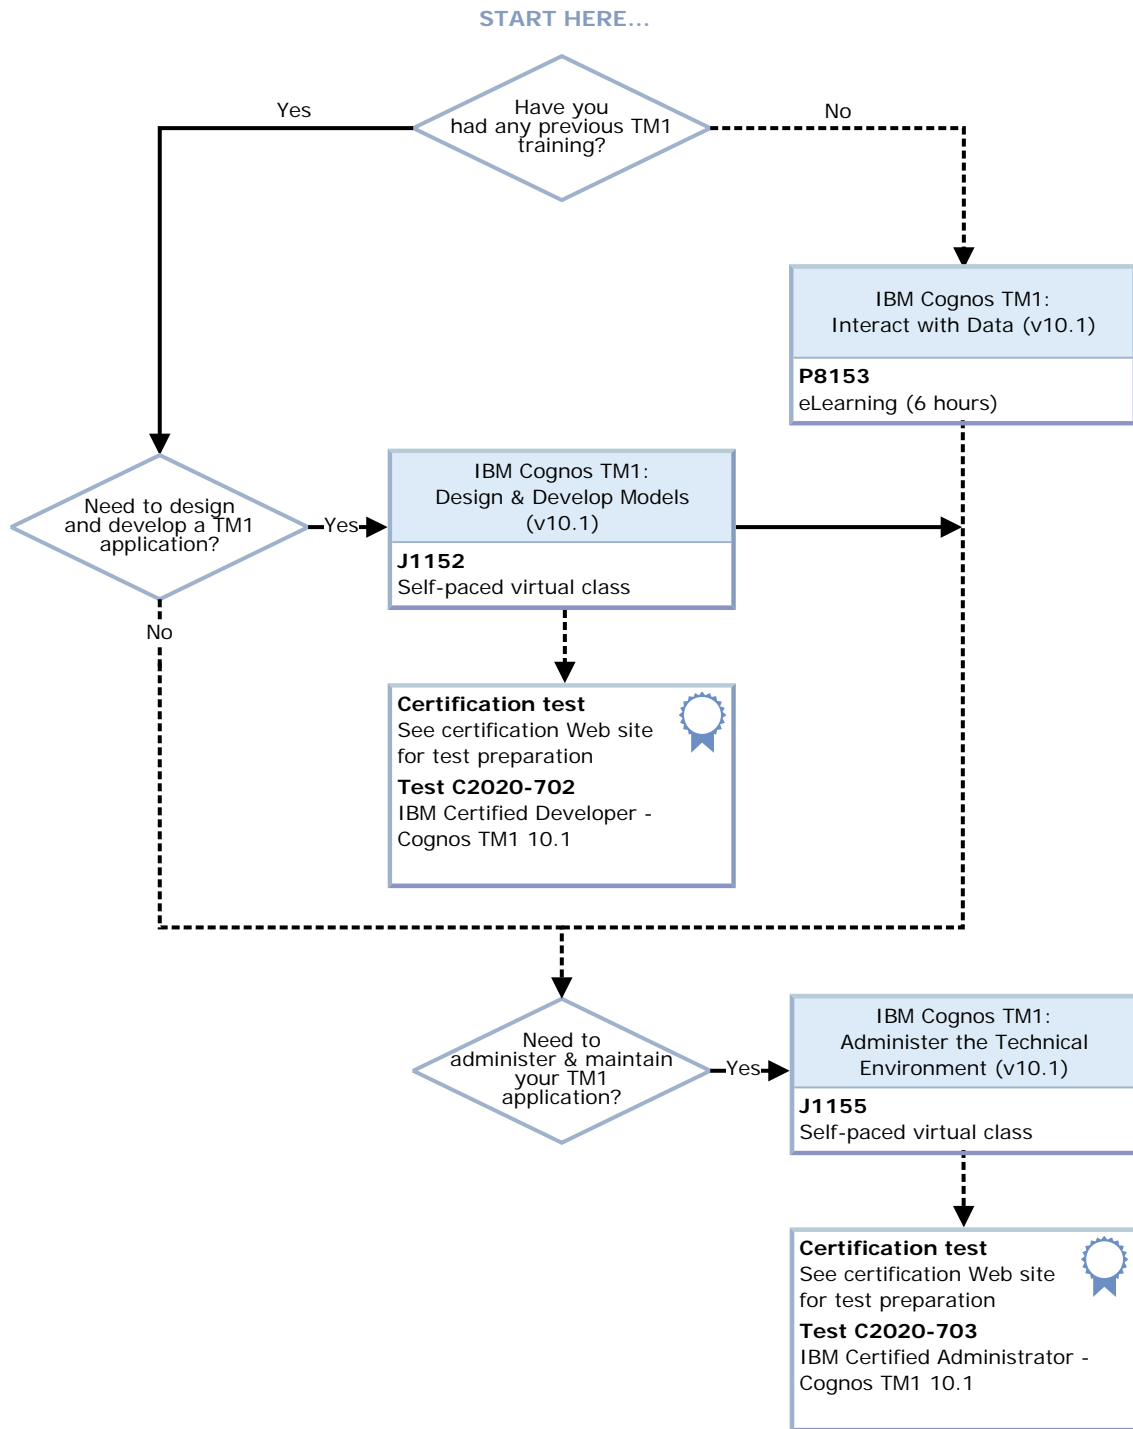 START HERE...
Have you
had any previous TM1
training?
Yes
No
IBM Cognos TM1:
Interact with Data (v10.1)
P8153
eLearning (6 hours)
Need to design
and develop a TM1
application?
Yes
IBM Cognos TM1:
Design & Develop Models
(v10.1)
J1152
Self-paced virtual class
No
Certification test
See certification Web site
for test preparation
Test C2020-702
IBM Certified Developer -
Cognos TM1 10.1
Need to
administer & maintain
your TM1
application?
Yes
IBM Cognos TM1:
Administer the Technical
Environment (v10.1)
J1155
Self-paced virtual class
Certification test
See certification Web site
for test preparation
Test C2020-703
IBM Certified Administrator -
Cognos TM1 10.1